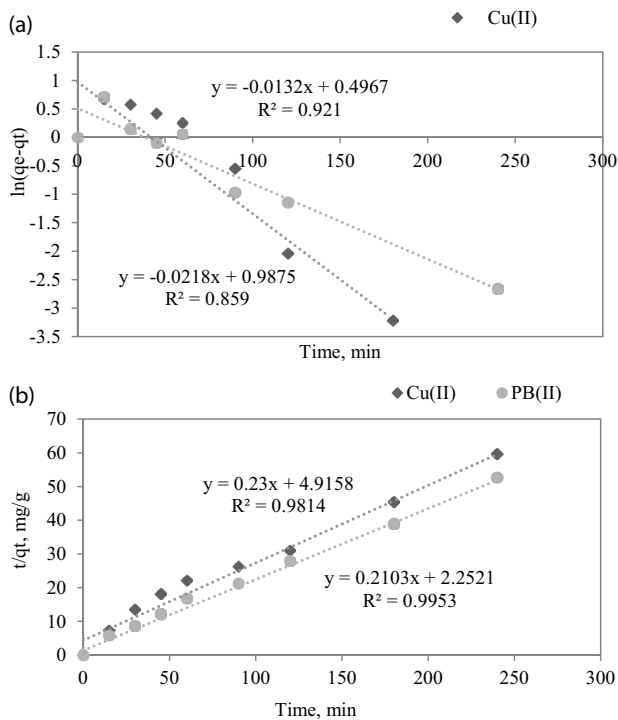 (a)
Cu(II)
1.5
1
0.5
0
-0.5
-1
-1.5
-2
-2.5
-3
-3.5
ln(qe-qt)
y = -0.0132x + 0.4967
R² = 0.921
y = -0.0218x + 0.9875
R² = 0.859
0 50 100 150 200 250 300
Time, min
(b)
Cu(II) PB(II)
70
60
50
40
30
20
10
0
t/qt, mg/g
y = 0.23x + 4.9158
R² = 0.9814
y = 0.2103x + 2.2521
R² = 0.9953
0 50 100 150 200 250 300
Time, min